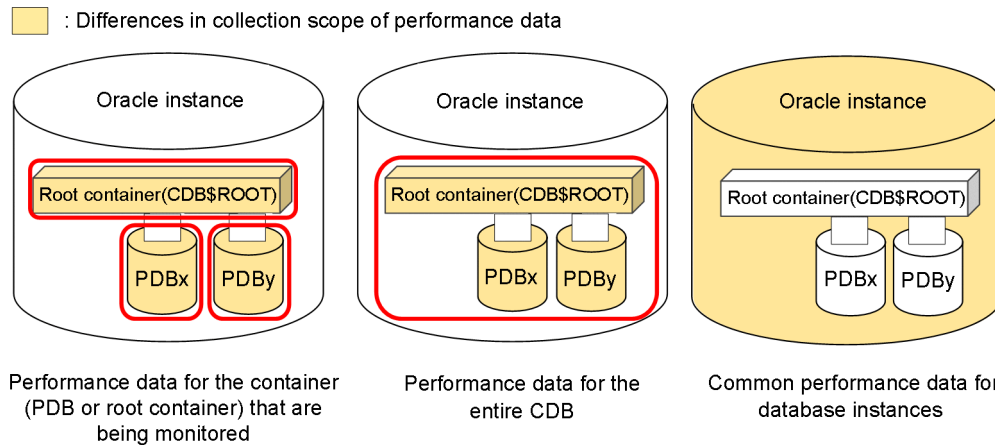 : Differences in collection scope of performance data
Oracle instance
Root container(CDB$ROOT)
PDBx
PDBy
Performance data for the container
(PDB or root container) that are
being monitored
Oracle instance
Root container(CDB$ROOT)
PDBx
PDBy
Performance data for the
entire CDB
Oracle instance
Root container(CDB$ROOT)
PDBx
PDBy
Common performance data for
database instances